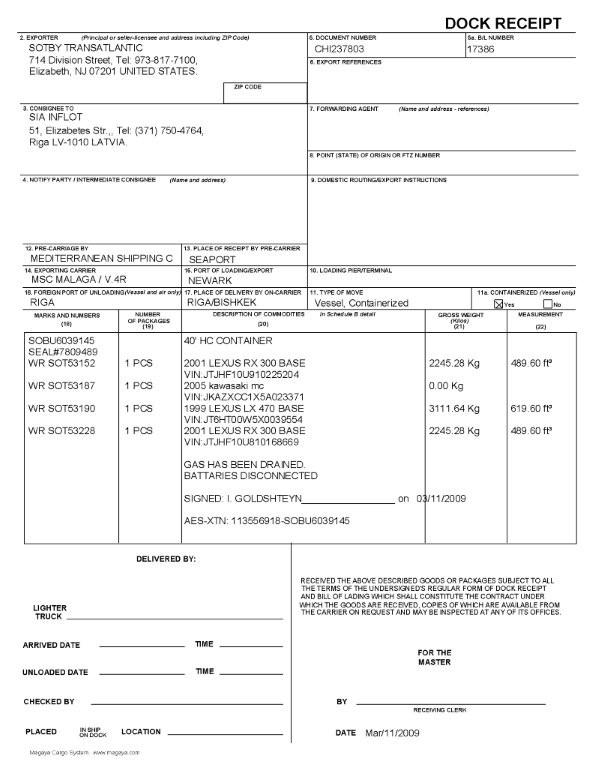 DOCK RECEIPT
2. EXPORTER (Principal or seller-licensee and address including ZIP Code)
SOTBY TRANSATLANTIC
714 Division Street, Tel: 973-817-7100,
Elizabeth, NJ 07201 UNITED STATES.
ZIP CODE
5. DOCUMENT NUMBER
CHI237803
5a. B/L NUMBER
17386
6. EXPORT REFERENCES
3. CONSIGNEE TO
SIA INFLOT
51, Elizabetes Str.,, Tel: (371) 750-4764,
Riga LV-1010 LATVIA.
7. FORWARDING AGENT (Name and address - references)
8. POINT (STATE) OF ORIGIN OR FTZ NUMBER
4. NOTIFY PARTY / INTERMEDIATE CONSIGNEE (Name and address)
9. DOMESTIC ROUTING/EXPORT INSTRUCTIONS
12. PRE-CARRIAGE BY
MEDITERRANEAN SHIPPING C
13. PLACE OF RECEIPT BY PRE-CARRIER
SEAPORT
14. EXPORTING CARRIER
MSC MALAGA / V.4R
15. PORT OF LOADING/EXPORT
NEWARK
10. LOADING PIER/TERMINAL
16. FOREIGN PORT OF UNLOADING(Vessel and air only)
RIGA
17. PLACE OF DELIVERY BY ON-CARRIER
RIGA/BISHKEK
11. TYPE OF MOVE
Vessel, Containerized
11a. CONTAINERIZED (Vessel only)
Yes No
MARKS AND NUMBERS
(18)
NUMBER
OF PACKAGES
(19)
DESCRIPTION OF COMMODITIES in Schedule B detail
(20)
GROSS WEIGHT
(Kilos)
(21)
MEASUREMENT
(22)
SOBU6039145 40' HC CONTAINER
SEAL#7809489
WR SOT53152 1 PCS 2001 LEXUS RX 300 BASE 2245.28 Kg 489.60 ft³
VIN:JTJHF10U910225204
WR SOT53187 1 PCS 2005 kawasaki mc 0.00 Kg
VIN:JKAZXCC1X5A023371
WR SOT53190 1 PCS 1999 LEXUS LX 470 BASE 3111.64 Kg 619.60 ft³
VIN:JT6HT00W5X0039554
WR SOT53228 1 PCS 2001 LEXUS RX 300 BASE 2245.28 Kg 489.60 ft³
VIN:JTJHF10U810168669
GAS HAS BEEN DRAINED.
BATTARIES DISCONNECTED
SIGNED: I. GOLDSHTEYN on 03/11/2009
AES-XTN: 113556918-SOBU6039145
DELIVERED BY:
LIGHTER
TRUCK
ARRIVED DATE TIME
UNLOADED DATE TIME
CHECKED BY
PLACED IN SHIP
ON DOCK LOCATION
RECEIVED THE ABOVE DESCRIBED GOODS OR PACKAGES SUBJECT TO ALL
THE TERMS OF THE UNDERSIGNED'S REGULAR FORM OF DOCK RECEIPT
AND BILL OF LADING WHICH SHALL CONSTITUTE THE CONTRACT UNDER
WHICH THE GOODS ARE RECEIVED, COPIES OF WHICH ARE AVAILABLE FROM
THE CARRIER ON REQUEST AND MAY BE INSPECTED AT ANY OF ITS OFFICES.
FOR THE
MASTER
BY
RECEIVING CLERK
DATE Mar/11/2009
Magaya Cargo System www.magaya.com